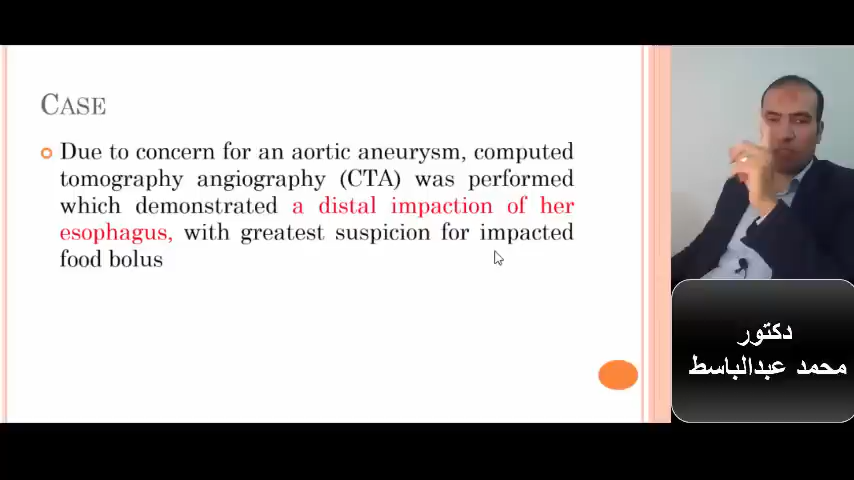 CASE
Due to concern for an aortic aneurysm, computed
tomography angiography (CTA) was performed
which demonstrated a distal impaction of her
esophagus, with greatest suspicion for impacted
food bolus
دكتور
محمد عبدالباسط